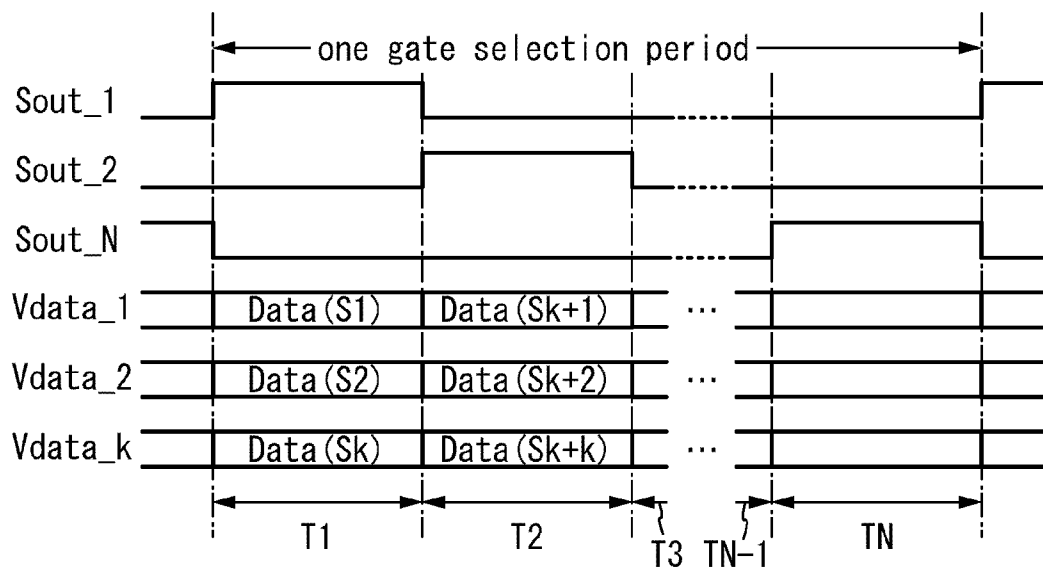 one gate selection period
Sout_1
Sout_2
Sout_N
Vdata_1 Data(S1) Data(Sk+1) ...
Vdata_2 Data(S2) Data(Sk+2) ...
Vdata_k Data(Sk) Data(Sk+k) ...
T1 T2 T3 TN-1 TN